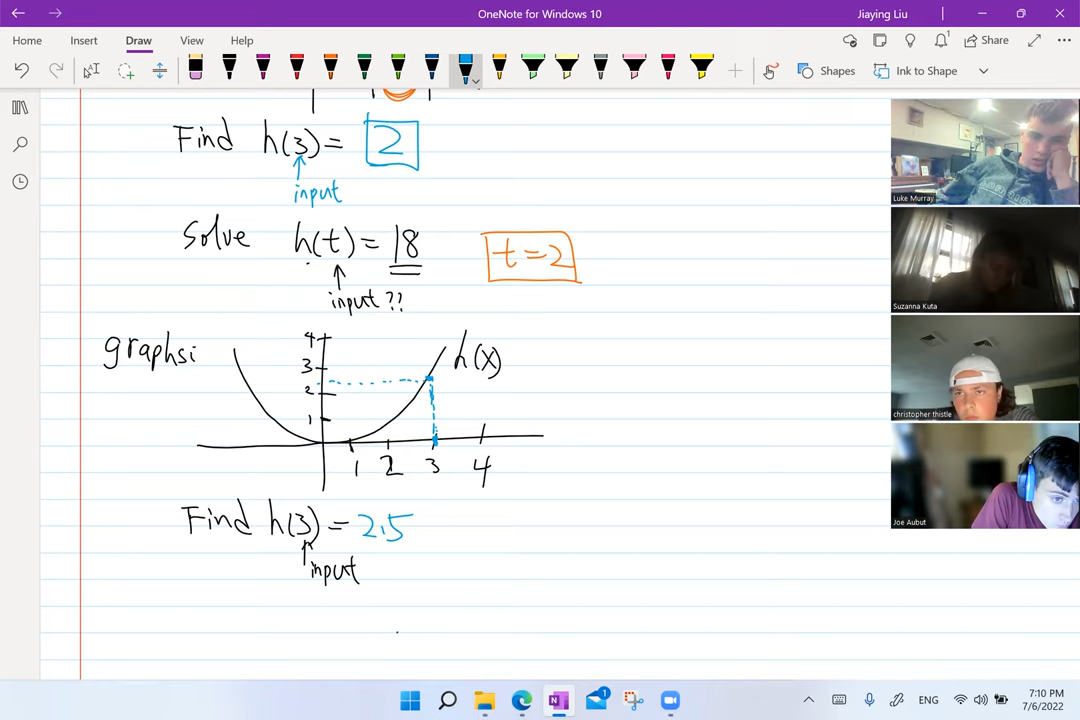 OneNote for Windows 10
Jiaying Liu
Home Insert Draw View Help
Share
Shapes
Ink to Shape
Find h(3) = 2
input
Solve h(t) = 18
t = 2
input ??
graphsi
h(x)
4
3
2
1
1 2 3 4
Find h(3) = 2.5
input
Luke Murray
Suzanna Kuta
christopher thistle
Joe Aubut
1
ENG
7:10 PM
7/6/2022